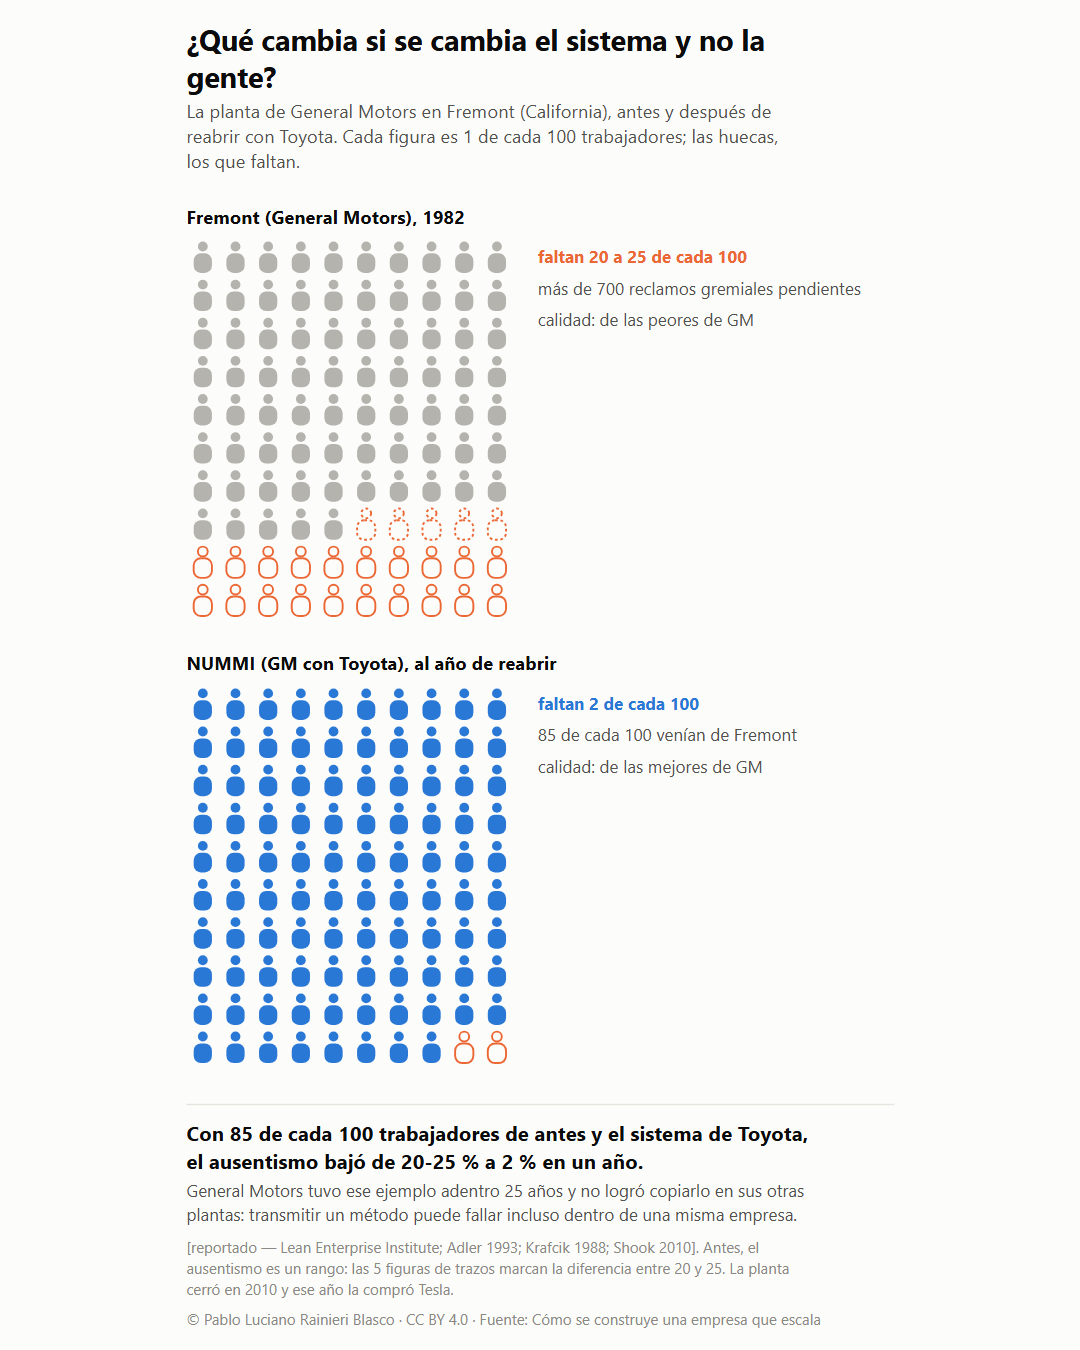 ¿Qué cambia si se cambia el sistema y no la
gente?
La planta de General Motors en Fremont (California), antes y después de
reabrir con Toyota. Cada figura es 1 de cada 100 trabajadores; las huecas,
los que faltan.
Fremont (General Motors), 1982
faltan 20 a 25 de cada 100
más de 700 reclamos gremiales pendientes
calidad: de las peores de GM
NUMMI (GM con Toyota), al año de reabrir
faltan 2 de cada 100
85 de cada 100 venían de Fremont
calidad: de las mejores de GM
Con 85 de cada 100 trabajadores de antes y el sistema de Toyota,
el ausentismo bajó de 20-25 % a 2 % en un año.
General Motors tuvo ese ejemplo adentro 25 años y no logró copiarlo en sus otras
plantas: transmitir un método puede fallar incluso dentro de una misma empresa.
[reportado — Lean Enterprise Institute; Adler 1993; Krafcik 1988; Shook 2010]. Antes, el
ausentismo es un rango: las 5 figuras de trazos marcan la diferencia entre 20 y 25. La planta
cerró en 2010 y ese año la compró Tesla.
© Pablo Luciano Rainieri Blasco · CC BY 4.0 · Fuente: Cómo se construye una empresa que escala